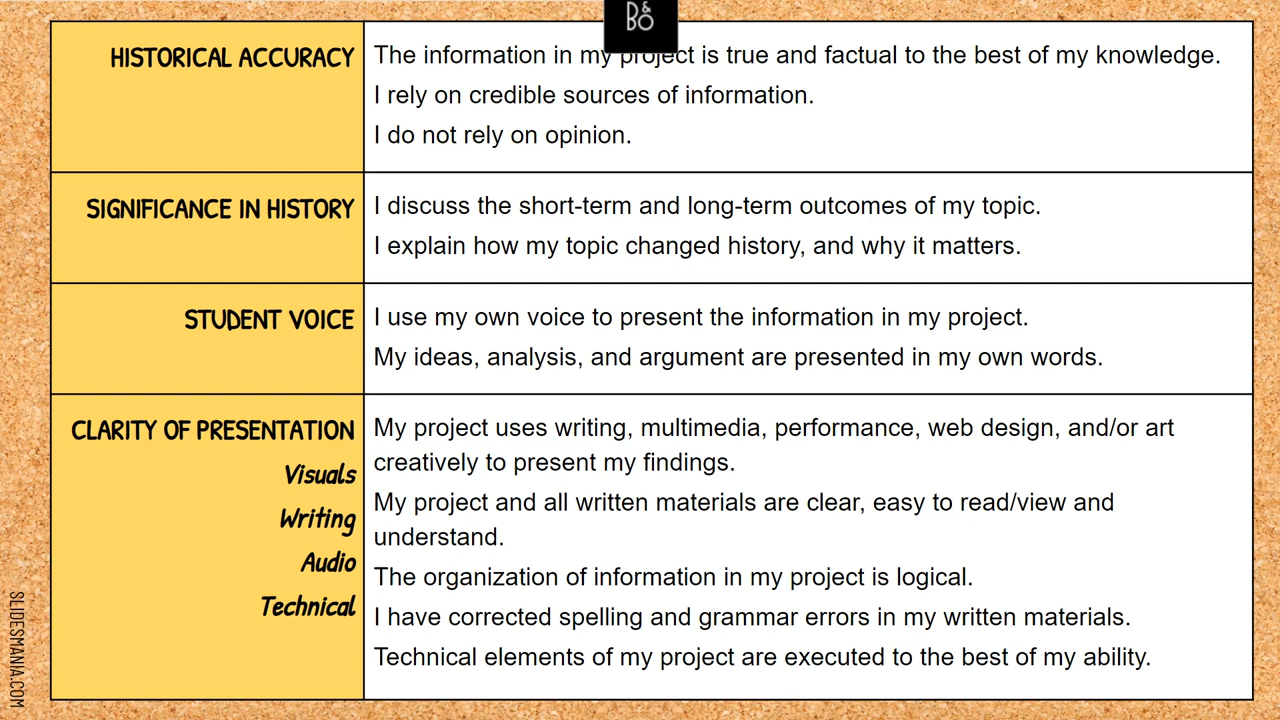 B&
BO
HISTORICAL ACCURACY
The information in my project is true and factual to the best of my knowledge.
I rely on credible sources of information.
I do not rely on opinion.
SIGNIFICANCE IN HISTORY
I discuss the short-term and long-term outcomes of my topic.
I explain how my topic changed history, and why it matters.
STUDENT VOICE
I use my own voice to present the information in my project.
My ideas, analysis, and argument are presented in my own words.
CLARITY OF PRESENTATION
Visuals
Writing
Audio
Technical
My project uses writing, multimedia, performance, web design, and/or art
creatively to present my findings.
My project and all written materials are clear, easy to read/view and
understand.
The organization of information in my project is logical.
I have corrected spelling and grammar errors in my written materials.
Technical elements of my project are executed to the best of my ability.
SLIDESMANIA.COM